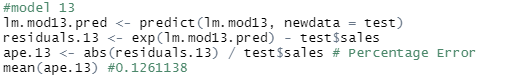 #model 13
lm.mod13.pred <- predict(lm.mod13, newdata = test)
residuals.13 <- exp(lm.mod13.pred) - test$sales
ape.13 <- abs(residuals.13) / test$sales # Percentage Error
mean(ape.13) #0.1261138